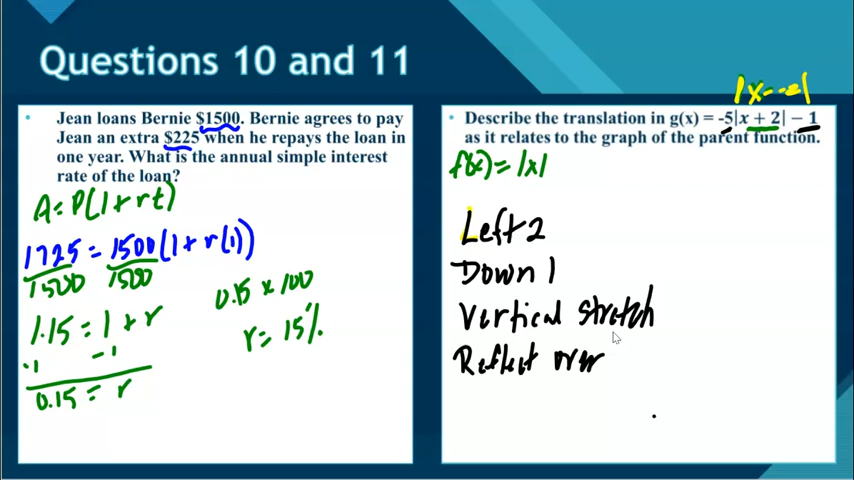 Questions 10 and 11
• Jean loans Bernie $1500. Bernie agrees to pay
Jean an extra $225 when he repays the loan in
one year. What is the annual simple interest
rate of the loan?
A = P(1 + rt)
1725 = 1500(1 + r(1))
1500 1500
1.15 = 1 + r
-1 -1
0.15 = r
0.15 × 100
r = 15%
|x--2|
• Describe the translation in g(x) = -5|x + 2| − 1
as it relates to the graph of the parent function.
f(x) = |x|
Left 2
Down 1
Vertical stretch
Reflect over